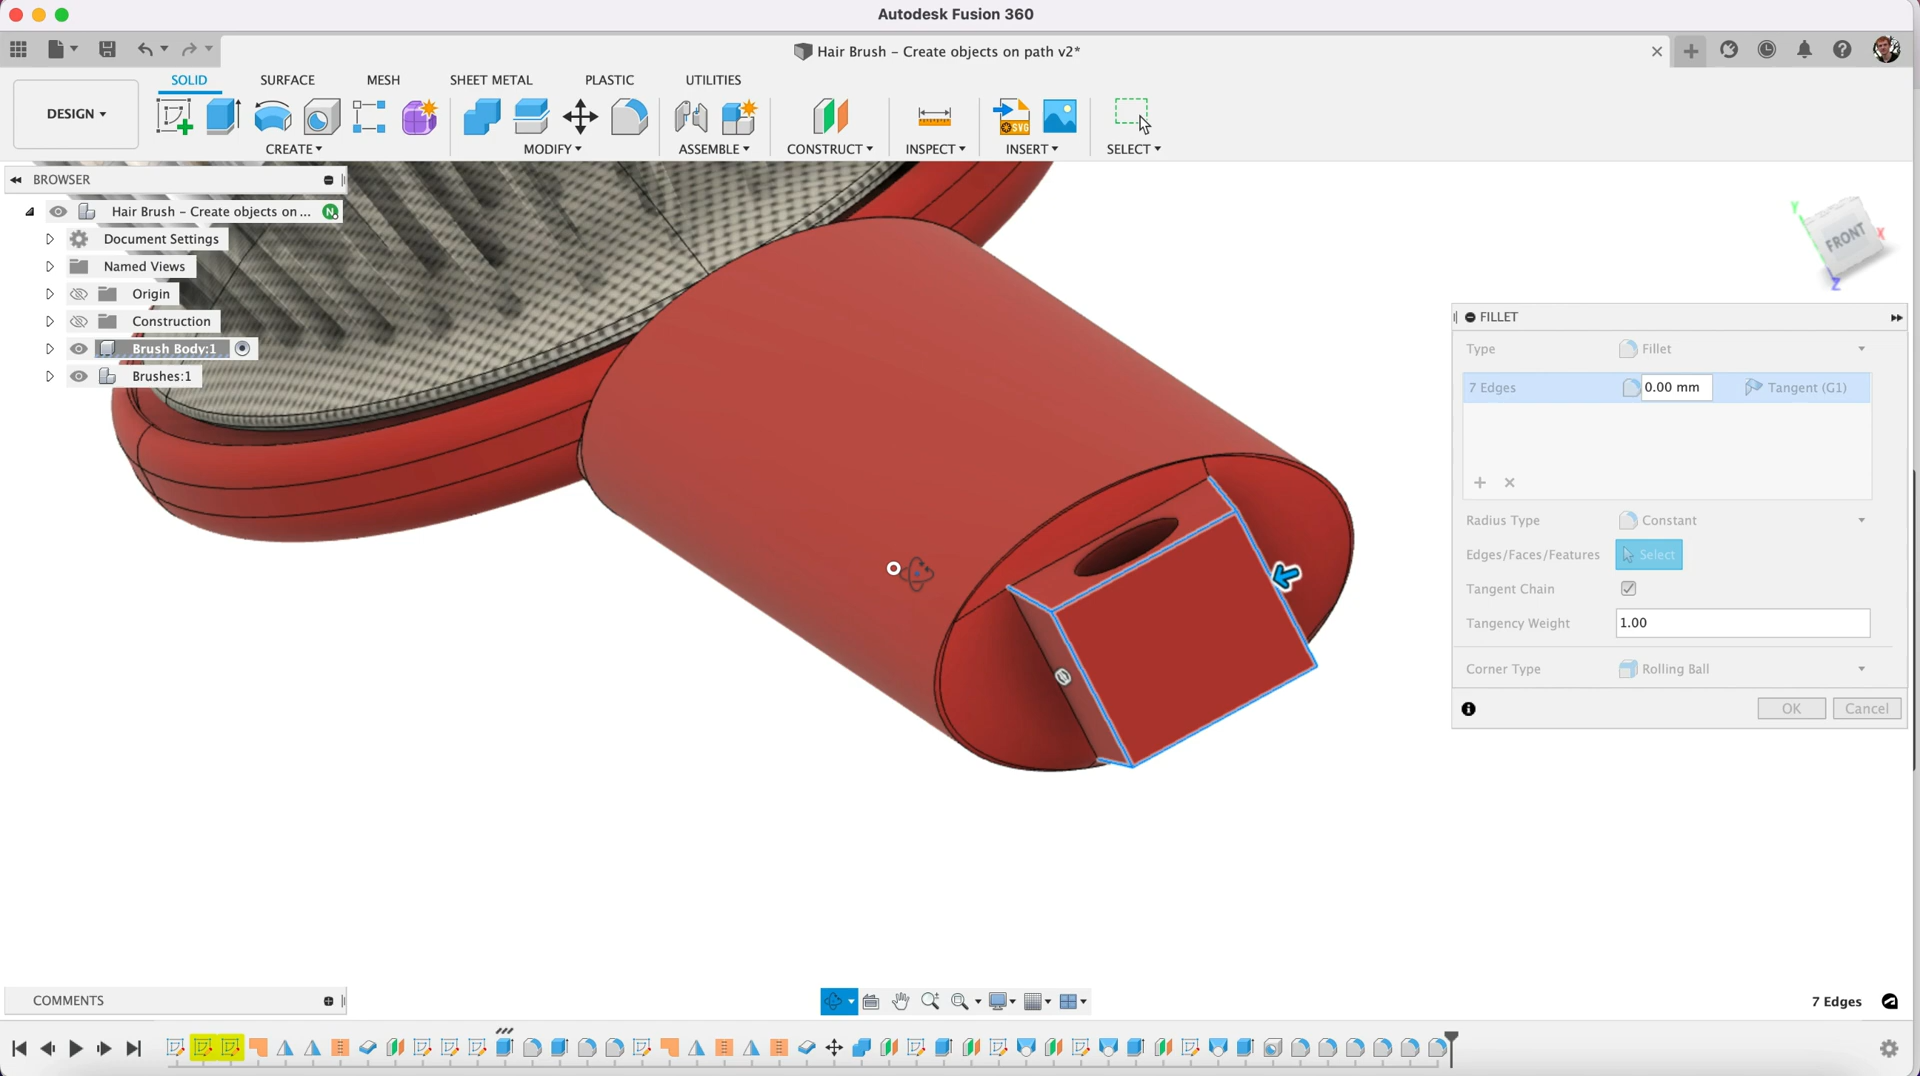 Autodesk Fusion 360
Hair Brush – Create objects on path v2*
SOLID SURFACE MESH SHEET METAL PLASTIC UTILITIES
DESIGN
SVG
CREATE MODIFY ASSEMBLE CONSTRUCT INSPECT INSERT SELECT
BROWSER
Hair Brush – Create objects on ... N
Document Settings
Named Views
Origin
Construction
Brush Body:1
Brushes:1
Y
FRONT
X
Z
FILLET
Type Fillet
7 Edges 0.00 mm Tangent (G1)
Radius Type Constant
Edges/Faces/Features Select
Tangent Chain
Tangency Weight 1.00
Corner Type Rolling Ball
OK Cancel
COMMENTS
7 Edges